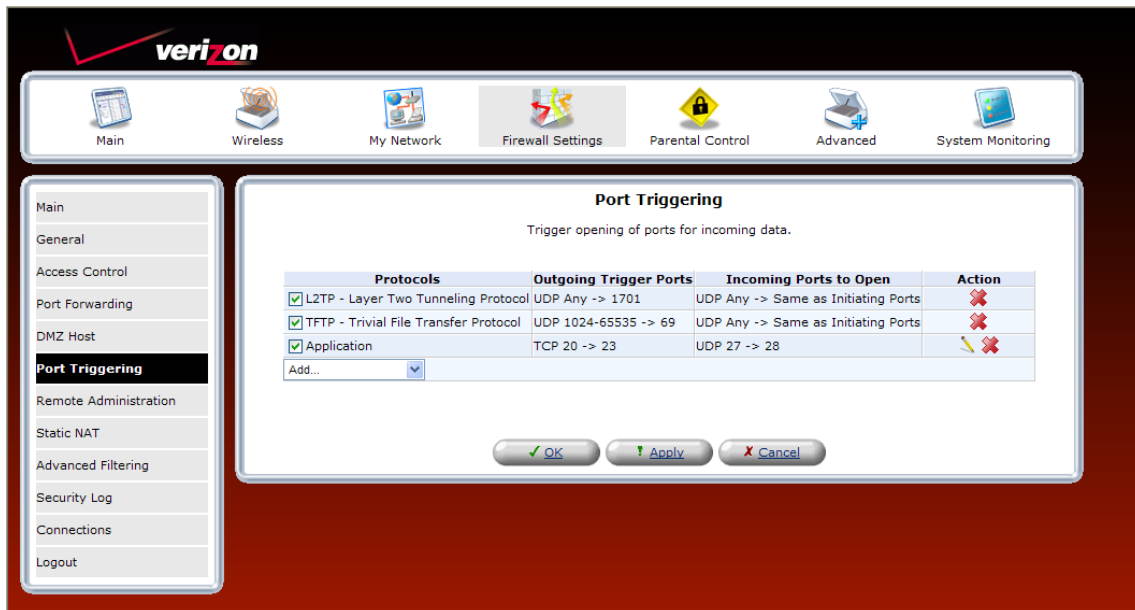 verizon
Main Wireless My Network Firewall Settings Parental Control Advanced System Monitoring
Main
General
Access Control
Port Forwarding
DMZ Host
Port Triggering
Remote Administration
Static NAT
Advanced Filtering
Security Log
Connections
Logout
Port Triggering
Trigger opening of ports for incoming data.
Protocols Outgoing Trigger Ports Incoming Ports to Open Action
L2TP - Layer Two Tunneling Protocol UDP Any -> 1701 UDP Any -> Same as Initiating Ports
TFTP - Trivial File Transfer Protocol UDP 1024-65535 -> 69 UDP Any -> Same as Initiating Ports
Application TCP 20 -> 23 UDP 27 -> 28
Add...
OK Apply Cancel